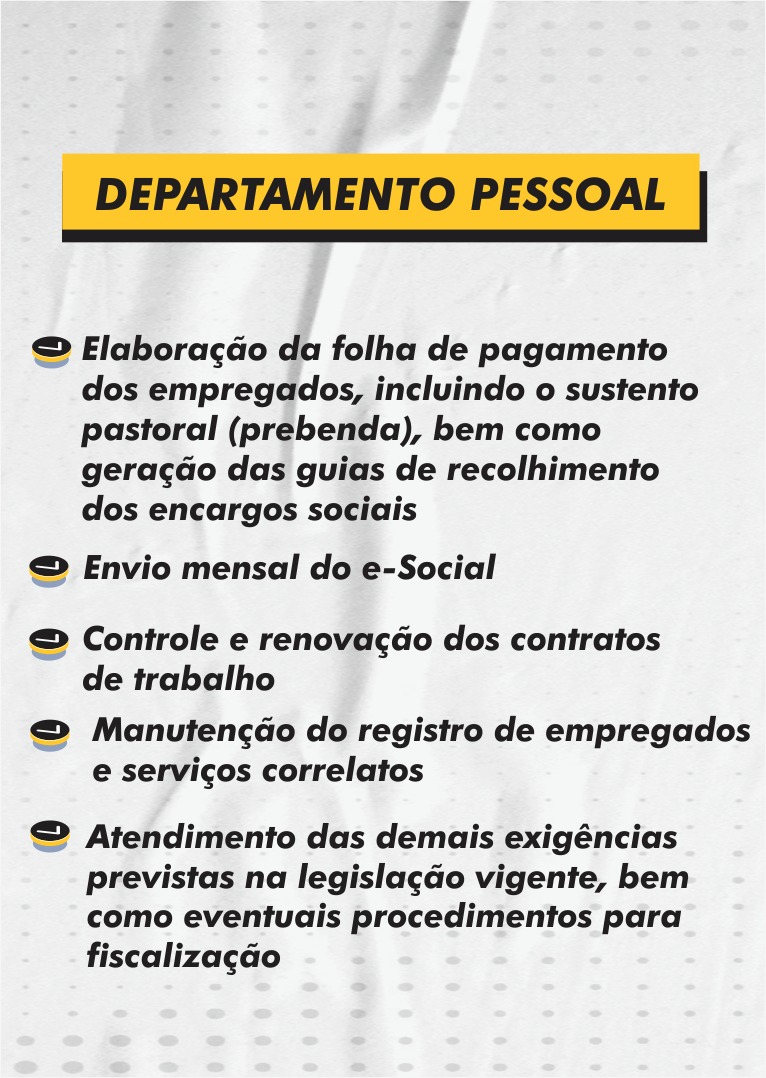 DEPARTAMENTO PESSOAL
Elaboração da folha de pagamento
dos empregados, incluindo o sustento
pastoral (prebenda), bem como
geração das guias de recolhimento
dos encargos sociais
Envio mensal do e-Social
Controle e renovação dos contratos
de trabalho
Manutenção do registro de empregados
e serviços correlatos
Atendimento das demais exigências
previstas na legislação vigente, bem
como eventuais procedimentos para
fiscalização